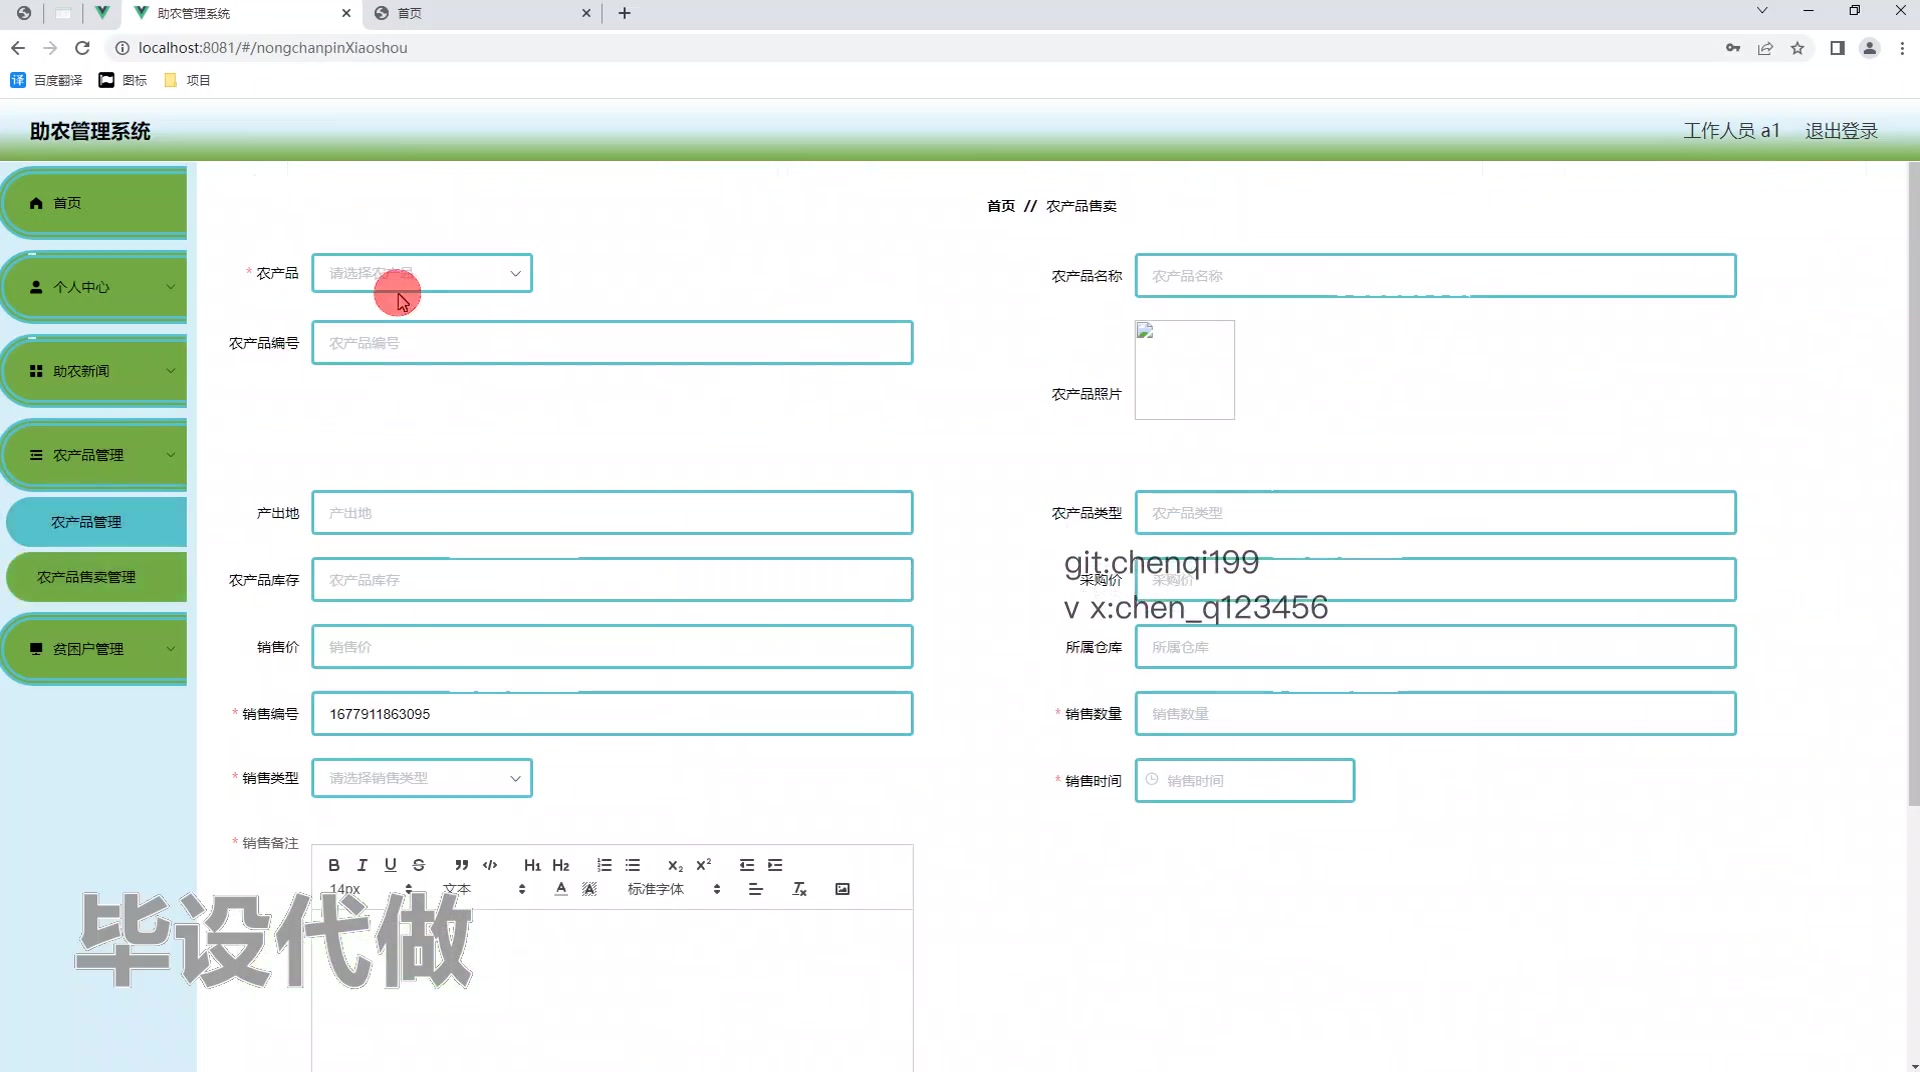 助农管理系统
首页
localhost:8081/#/nongchanpinXiaoshou
译 百度翻译 图标 项目
助农管理系统
工作人员 a1 退出登录
首页
个人中心
助农新闻
农产品管理
农产品管理
农产品售卖管理
贫困户管理
首页 // 农产品售卖
* 农产品 请选择农产品
农产品名称 农产品名称
农产品编号 农产品编号
农产品照片
产出地 产出地
农产品类型 农产品类型
农产品库存 农产品库存
采购价 采购价
git:chenqi199
v x:chen_q123456
销售价 销售价
所属仓库 所属仓库
* 销售编号 1677911863095
* 销售数量 销售数量
* 销售类型 请选择销售类型
* 销售时间 销售时间
* 销售备注
B I U S H1 H2 X2 X2
14px 文本 A A 标准字体 Tx
毕设代做